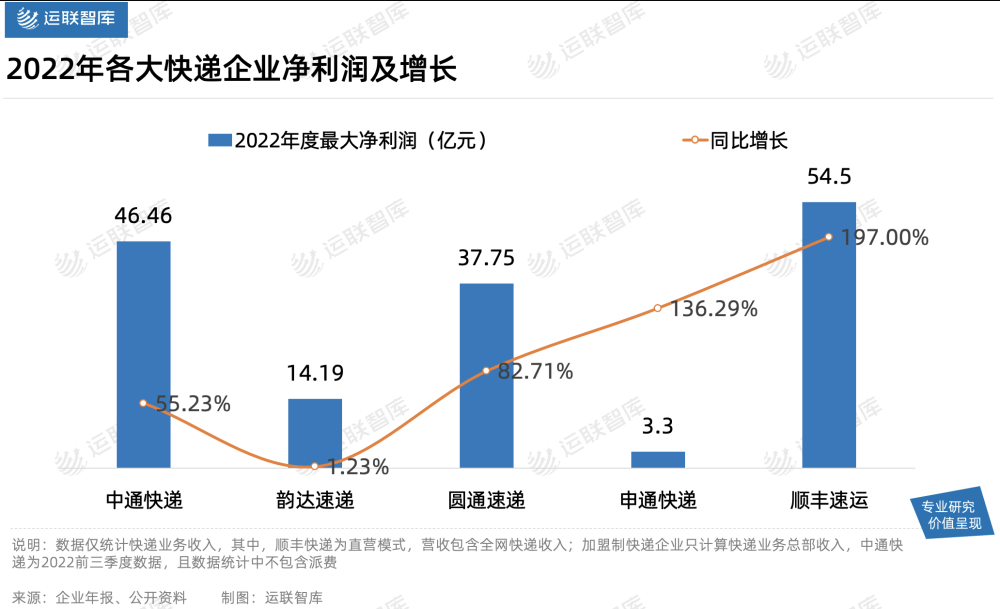 运联智库
2022年各大快递企业净利润及增长
2022年度最大净利润（亿元） 同比增长
54.5
46.46
197.00%
37.75
136.29%
14.19
82.71%
55.23%
3.3
1.23%
中通快递 韵达速递 圆通速递 申通快递 顺丰速运
专业研究
价值呈现
说明：数据仅统计快递业务收入，其中，顺丰快递为直营模式，营收包含全网快递收入；加盟制快递企业只计算快递业务总部收入，中通快
递为2022前三季度数据，且数据统计中不包含派费
来源：企业年报、公开资料 制图：运联智库